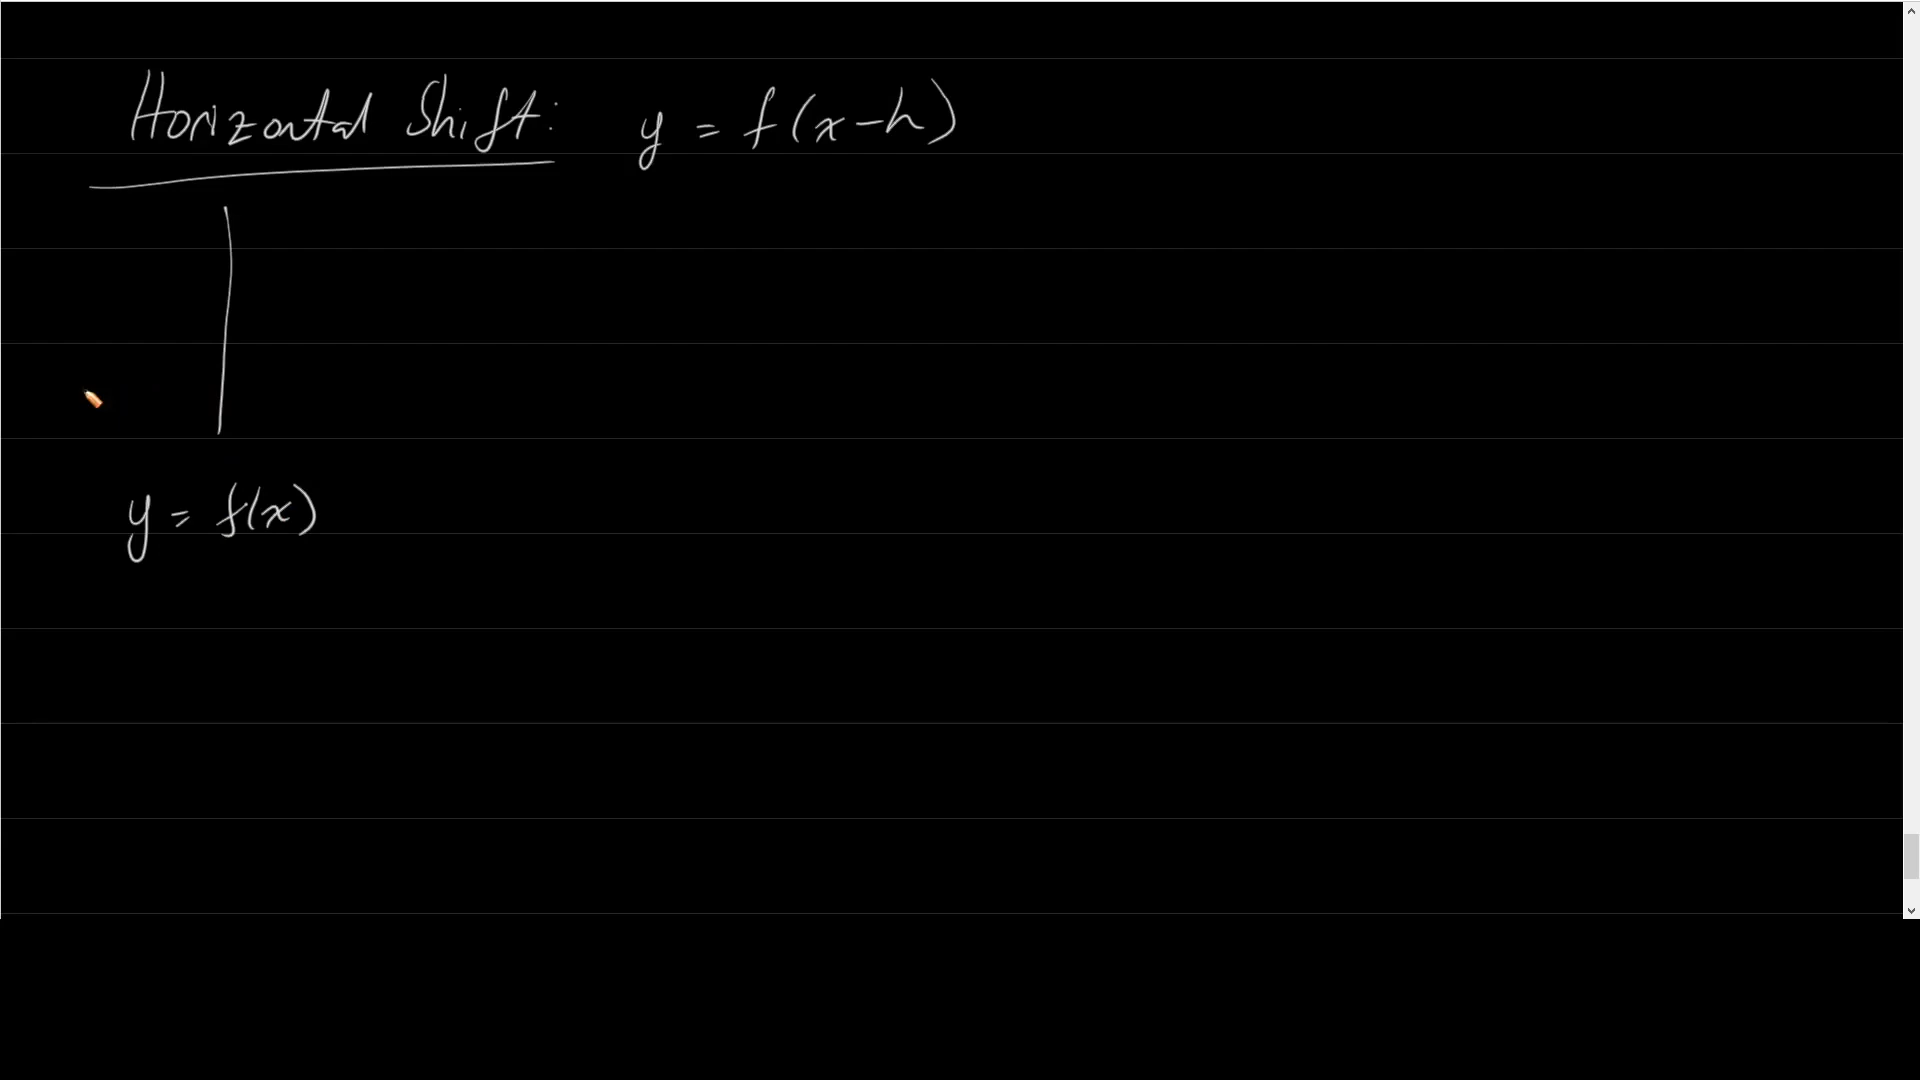 Horizontal Shift: y = f(x-h)
y = f(x)